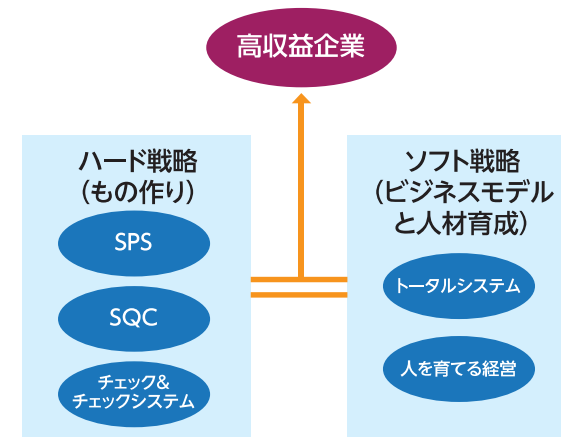 高収益企業
ハード戦略
（もの作り）
SPS
SQC
チェック&
チェックシステム
ソフト戦略
（ビジネスモデル
と人材育成）
トータルシステム
人を育てる経営